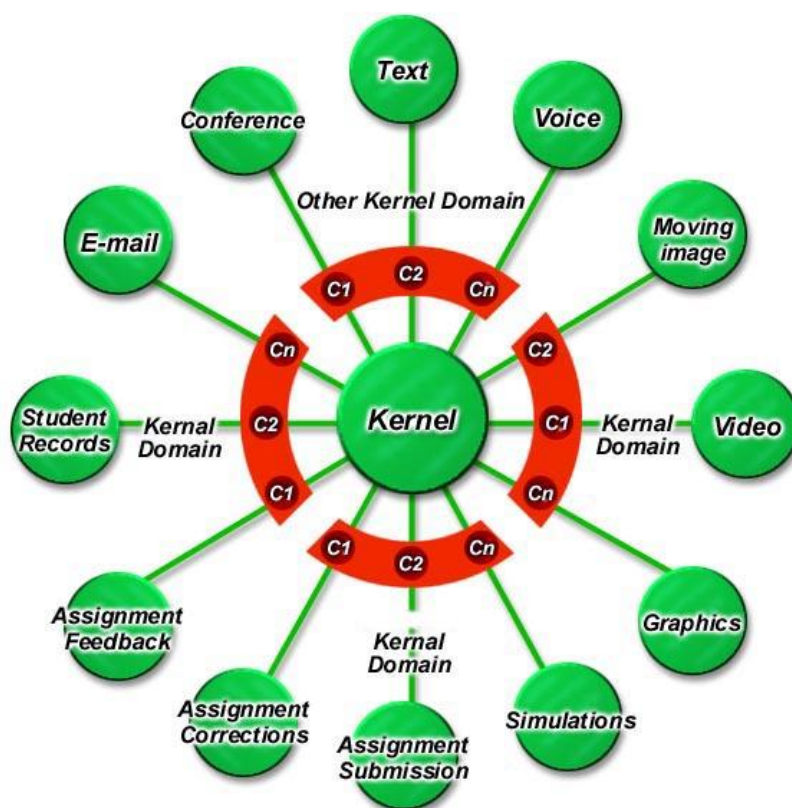 Text
Conference
Voice
Other Kernel Domain
Moving
image
E-mail
C1
C2
Cn
Cn
C2
Kernel
Student
Records
Kernal
Domain
C2
C1
Kernal
Domain
Video
C1
Cn
C1
C2
Cn
Assignment
Feedback
Graphics
Kernal
Domain
Assignment
Corrections
Simulations
Assignment
Submission